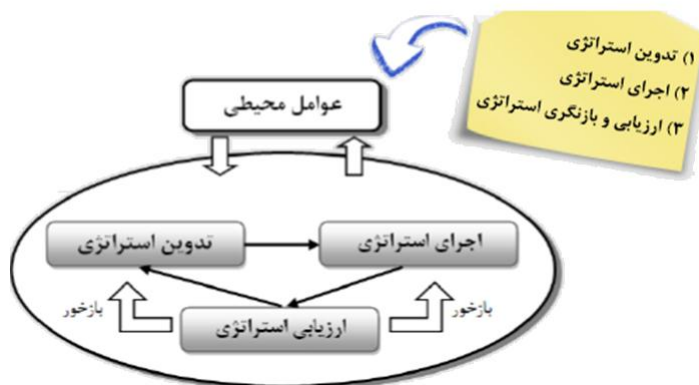 ۱) تدوین استراتژی
۲) اجرای استراتژی
۳) ارزیابی و بازنگری استراتژی
عوامل محیطی
اجرای استراتژی
تدوین استراتژی
بازخور
بازخور
ارزیابی استراتژی